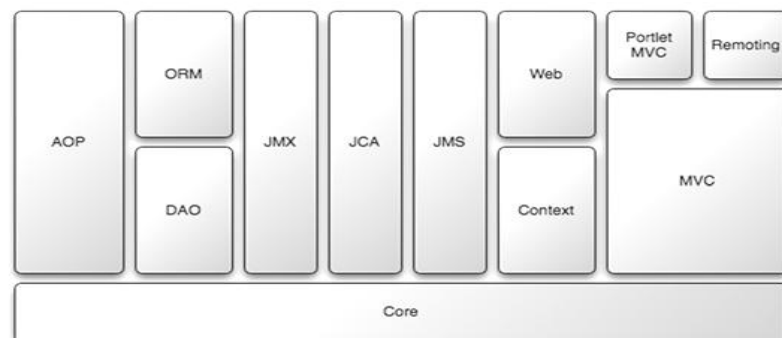 AOP
ORM
DAO
JMX
JCA
JMS
Web
Context
Portlet
MVC
Remoting
MVC
Core